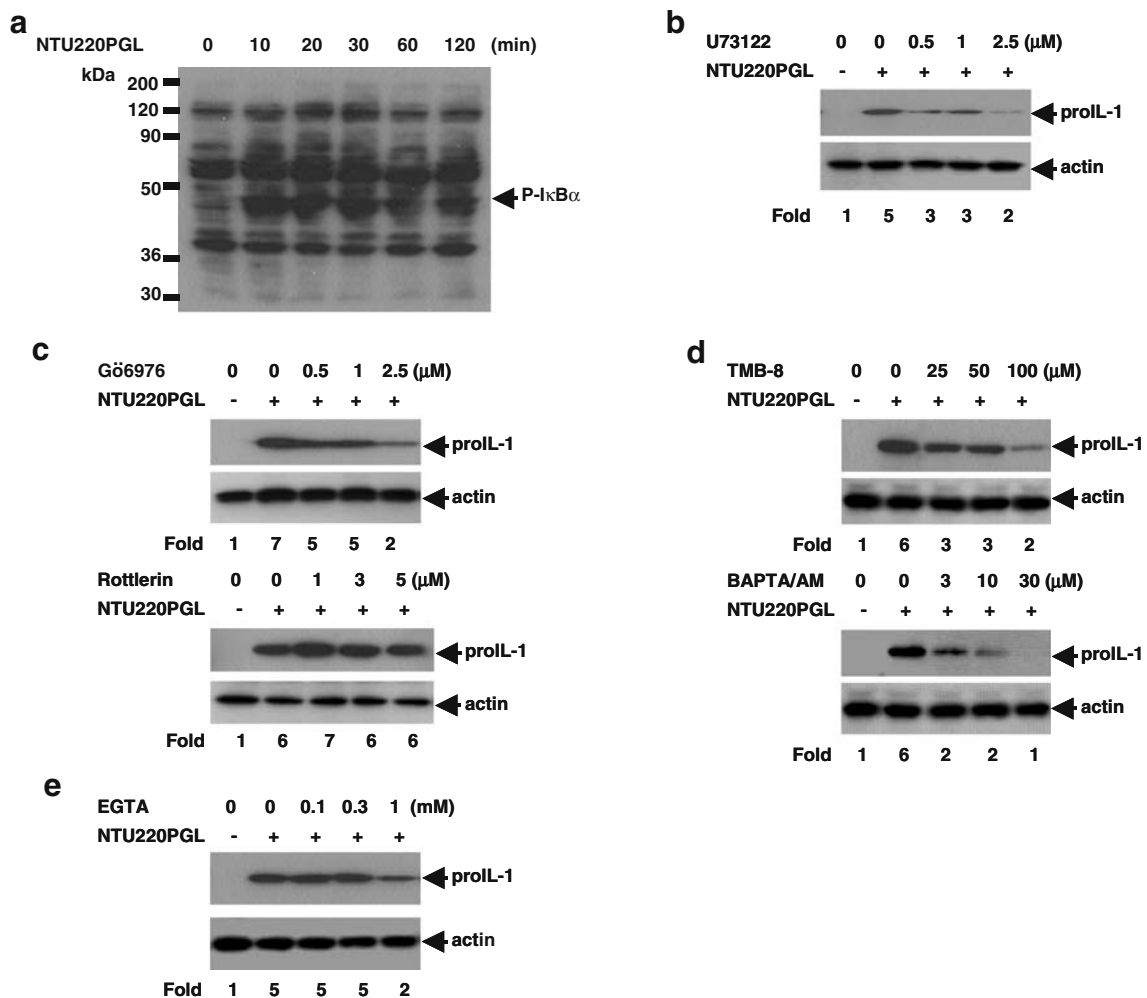 a
NTU220PGL 0 10 20 30 60 120 (min)
kDa
200
120
90
50
P-IκBα
36
30
b
U73122 0 0 0.5 1 2.5 (μM)
NTU220PGL - + + + +
proIL-1
actin
Fold 1 5 3 3 2
c
Gö6976 0 0 0.5 1 2.5 (μM)
NTU220PGL - + + + +
proIL-1
actin
Fold 1 7 5 5 2
Rottlerin 0 0 1 3 5 (μM)
NTU220PGL - + + + +
proIL-1
actin
Fold 1 6 7 6 6
d
TMB-8 0 0 25 50 100 (μM)
NTU220PGL - + + + +
proIL-1
actin
Fold 1 6 3 3 2
BAPTA/AM 0 0 3 10 30 (μM)
NTU220PGL - + + + +
proIL-1
actin
Fold 1 6 2 2 1
e
EGTA 0 0 0.1 0.3 1 (mM)
NTU220PGL - + + + +
proIL-1
actin
Fold 1 5 5 5 2